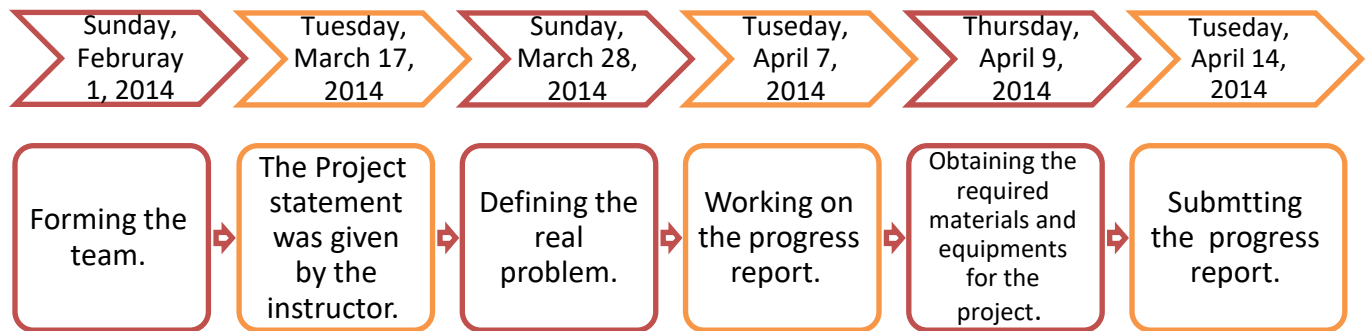 Sunday,
Februray
1, 2014
Tuesday,
March 17,
2014
Sunday,
March 28,
2014
Tuseday,
April 7,
2014
Thursday,
April 9,
2014
Tuseday,
April 14,
2014
Forming the
team.
The Project
statement
was given
by the
instructor.
Defining the
real
problem.
Working on
the progress
report.
Obtaining the
required
materials and
equipments
for the
project.
Submtting
the progress
report.